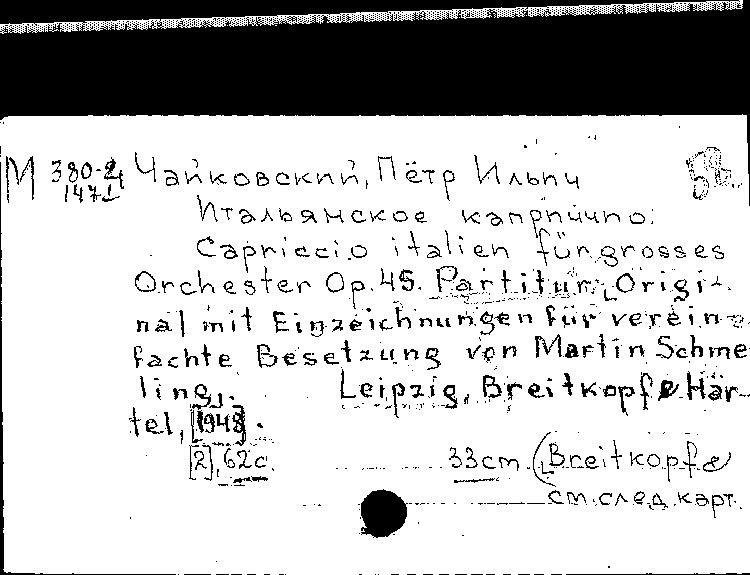 М 380-2 Чайковский, Пётр Ильич 58
1471
Итальянское каприччио.
Capriccio italien für grosses
Orchester Op. 45. Partitur. Origi-
nal mit Einzeichnungen für verein-
fachte Besetzung von Martin Schme
ling. Leipzig, Breitkopf & Här-
tel, [1948].
[2], 62 с. 33 cm. (Breitkopf &
см. след. карт.